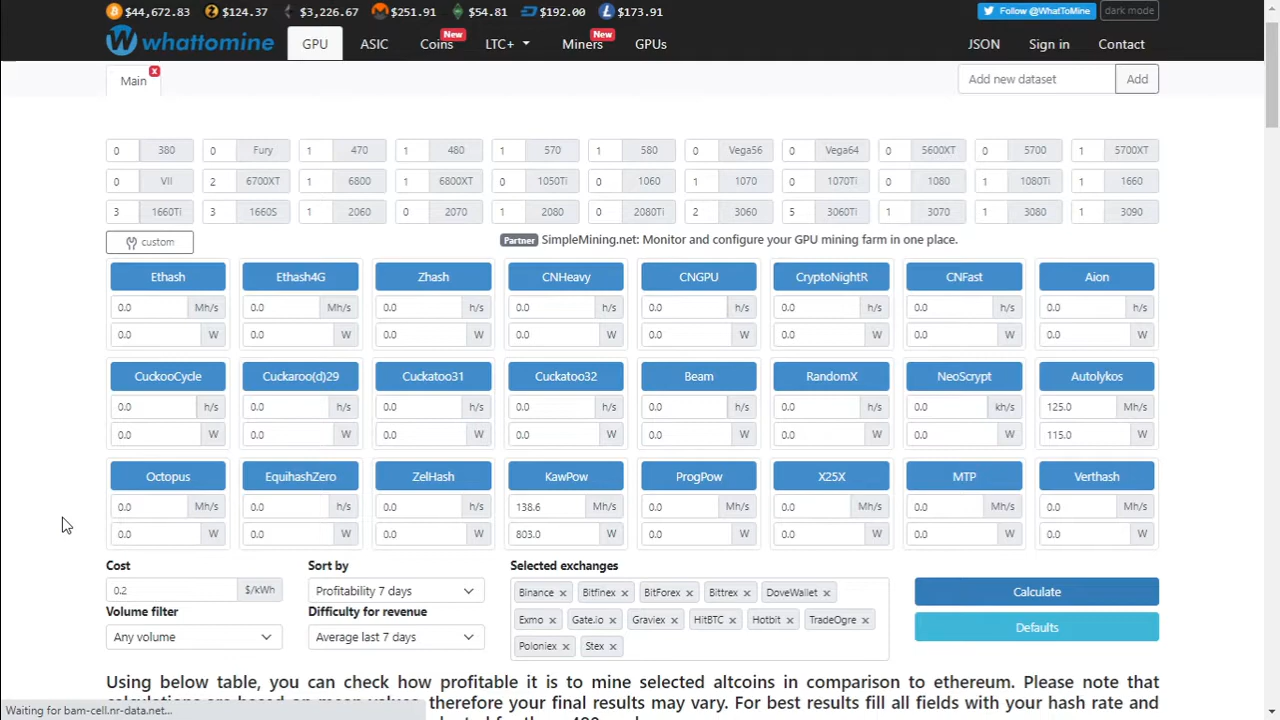 $44,672.83 $124.37 $3,226.67 $251.91 $54.81 $192.00 $173.91 Follow @WhatToMine dark mode
whattomine GPU ASIC Coins New LTC+ Miners New GPUs JSON Sign in Contact
Main x Add new dataset Add
0 380 0 Fury 1 470 1 480 1 570 1 580 0 Vega56 0 Vega64 0 5600XT 0 5700 1 5700XT
0 VII 2 6700XT 1 6800 1 6800XT 0 1050Ti 0 1060 1 1070 0 1070Ti 0 1080 1 1080Ti 1 1660
3 1660Ti 3 1660S 1 2060 0 2070 1 2080 0 2080Ti 2 3060 5 3060Ti 1 3070 1 3080 1 3090
custom Partner SimpleMining.net: Monitor and configure your GPU mining farm in one place.
Ethash Ethash4G Zhash CNHeavy CNGPU CryptoNightR CNFast Aion
0.0 Mh/s 0.0 Mh/s 0.0 h/s 0.0 h/s 0.0 h/s 0.0 h/s 0.0 h/s 0.0 h/s
0.0 W 0.0 W 0.0 W 0.0 W 0.0 W 0.0 W 0.0 W 0.0 W
CuckooCycle Cuckaroo(d)29 Cuckatoo31 Cuckatoo32 Beam RandomX NeoScrypt Autolykos
0.0 h/s 0.0 h/s 0.0 h/s 0.0 h/s 0.0 h/s 0.0 h/s 0.0 kh/s 125.0 Mh/s
0.0 W 0.0 W 0.0 W 0.0 W 0.0 W 0.0 W 0.0 W 115.0 W
Octopus EquihashZero ZelHash KawPow ProgPow X25X MTP Verthash
0.0 Mh/s 0.0 h/s 0.0 h/s 138.6 Mh/s 0.0 Mh/s 0.0 Mh/s 0.0 Mh/s 0.0 Mh/s
0.0 W 0.0 W 0.0 W 803.0 W 0.0 W 0.0 W 0.0 W 0.0 W
Cost Sort by Selected exchanges
0.2 $/kWh Profitability 7 days Binance × Bitfinex × BitForex × Bittrex × DoveWallet × Calculate
Volume filter Difficulty for revenue Exmo × Gate.io × Graviex × HitBTC × Hotbit × TradeOgre × Defaults
Any volume Average last 7 days Poloniex × Stex ×
Using below table, you can check how profitable it is to mine selected altcoins in comparison to ethereum. Please note that
therefore your final results may vary. For best results fill all fields with your hash rate and
Waiting for bam-cell.nr-data.net...